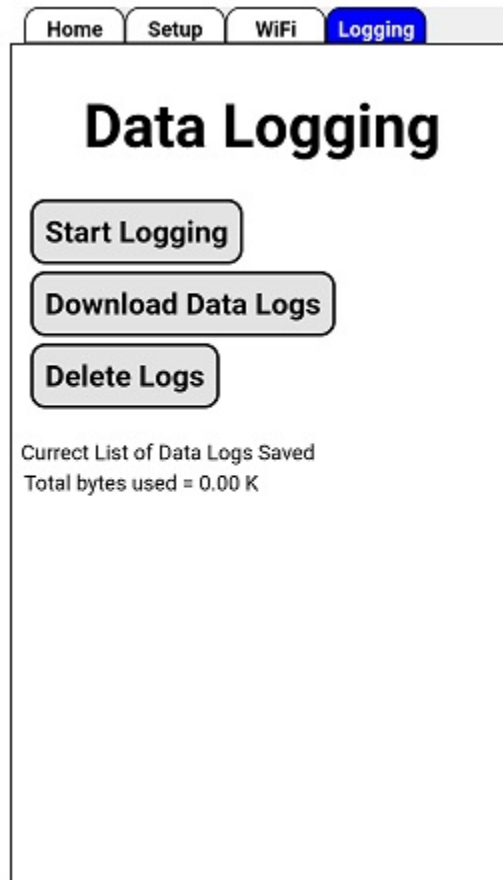 Home Setup WiFi Logging
Data Logging
Start Logging
Download Data Logs
Delete Logs
Currect List of Data Logs Saved
Total bytes used = 0.00 K